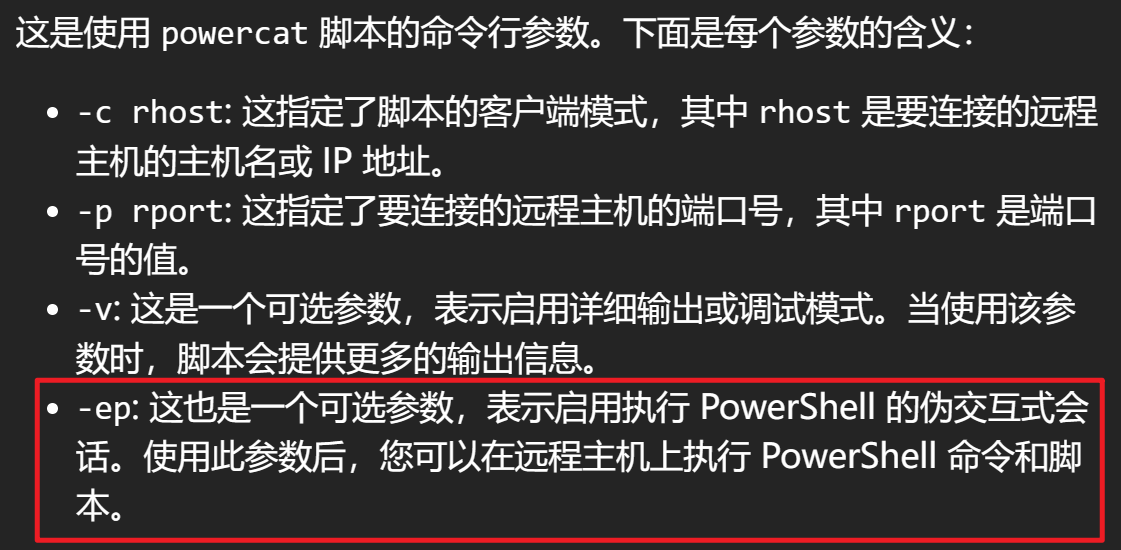 这是使用 powercat 脚本的命令行参数。下面是每个参数的含义：
• -c rhost: 这指定了脚本的客户端模式，其中 rhost 是要连接的远程
主机的主机名或 IP 地址。
• -p rport: 这指定了要连接的远程主机的端口号，其中 rport 是端口
号的值。
• -v: 这是一个可选参数，表示启用详细输出或调试模式。当使用该参
数时，脚本会提供更多的输出信息。
• -ep: 这也是一个可选参数，表示启用执行 PowerShell 的伪交互式会
话。使用此参数后，您可以在远程主机上执行 PowerShell 命令和脚
本。